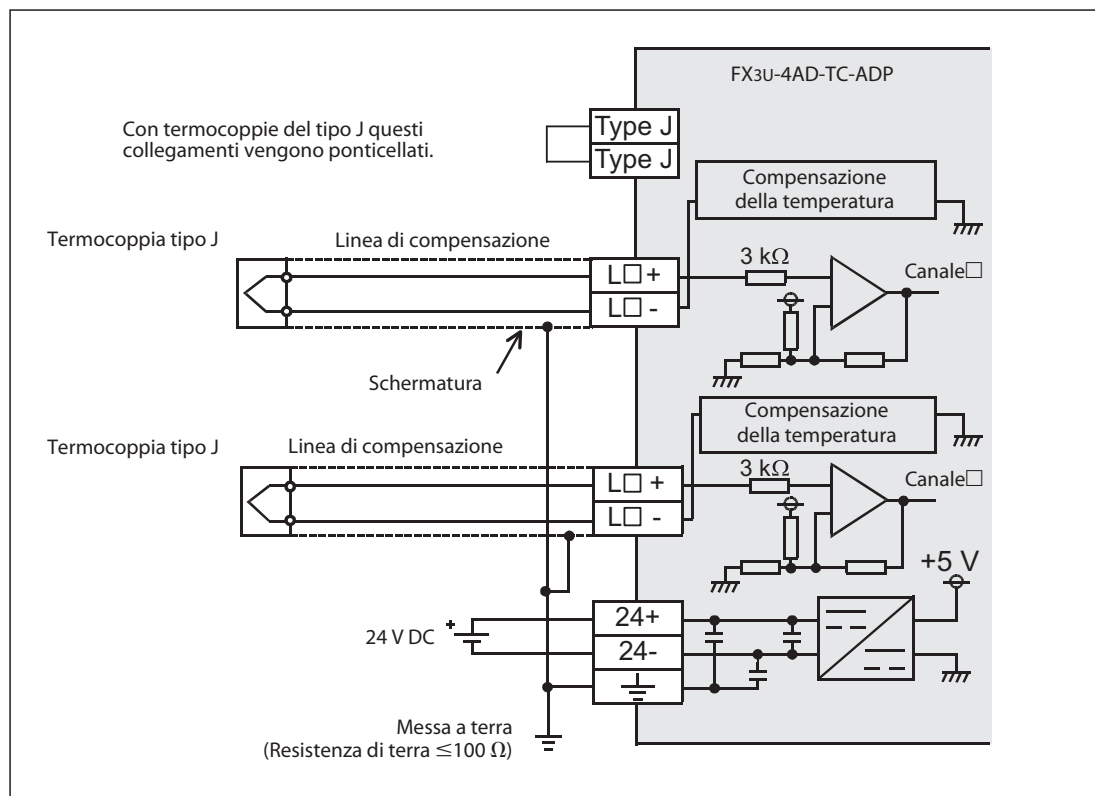 FX3U-4AD-TC-ADP
Con termocoppie del tipo J questi
collegamenti vengono ponticellati.
Type J
Type J
Compensazione
della temperatura
Termocoppia tipo J
Linea di compensazione
L□ +
L□ -
3 kΩ
Canale□
Schermatura
Compensazione
della temperatura
Termocoppia tipo J
Linea di compensazione
L□ +
L□ -
3 kΩ
Canale□
+5 V
24 V DC
+
24+
24-
Messa a terra
(Resistenza di terra ≤100 Ω)